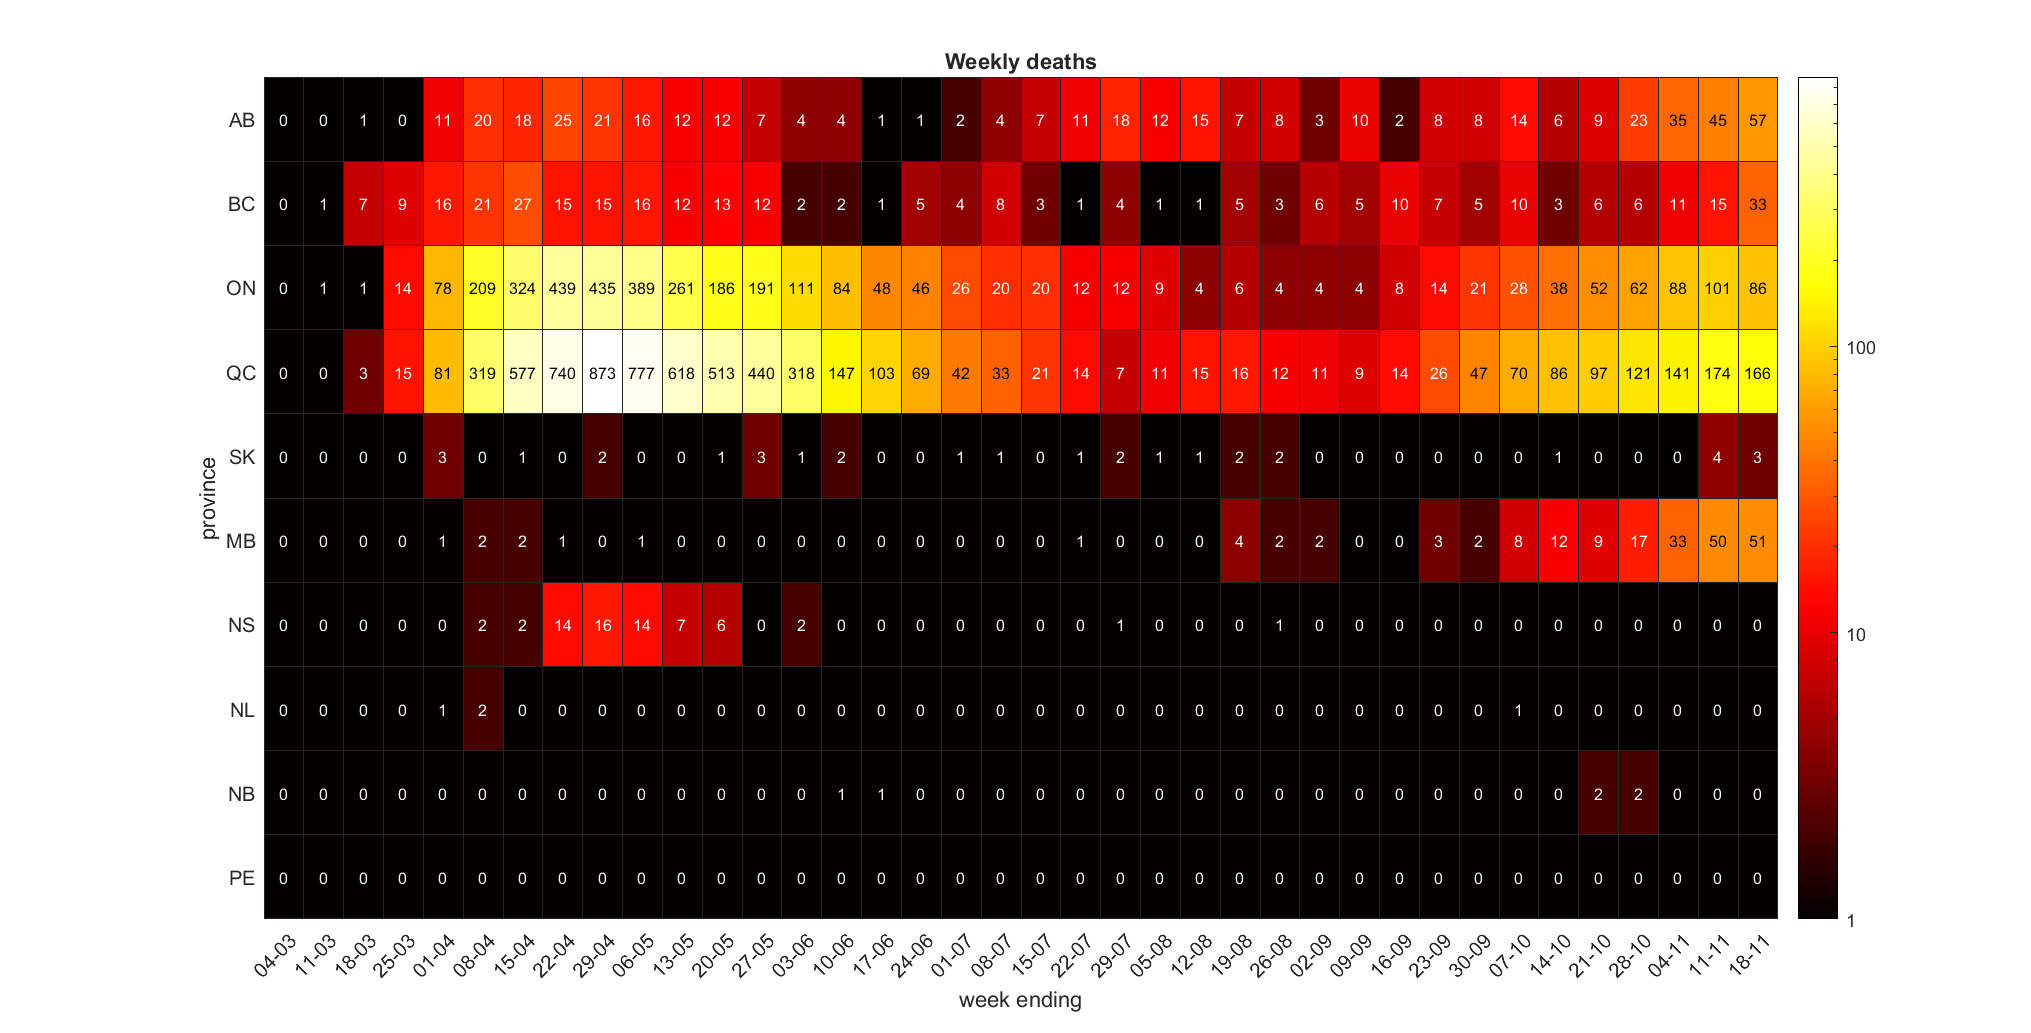 Weekly deaths
AB 0 0 1 0 11 20 18 25 21 16 12 12 7 4 4 1 1 2 4 7 11 18 12 15 7 8 3 10 2 8 8 14 6 9 23 35 45 57
BC 0 1 7 9 16 21 27 15 15 16 12 13 12 2 2 1 5 4 8 3 1 4 1 1 5 3 6 5 10 7 5 10 3 6 6 11 15 33
ON 0 1 1 14 78 209 324 439 435 389 261 186 191 111 84 48 46 26 20 20 12 12 9 4 6 4 4 4 8 14 21 28 38 52 62 88 101 86
QC 0 0 3 15 81 319 577 740 873 777 618 513 440 318 147 103 69 42 33 21 14 7 11 15 16 12 11 9 14 26 47 70 86 97 121 141 174 166
100
SK 0 0 0 0 3 0 1 0 2 0 0 1 3 1 2 0 0 1 1 0 1 2 1 1 2 2 0 0 0 0 0 0 1 0 0 0 4 3
province
MB 0 0 0 0 1 2 2 1 0 1 0 0 0 0 0 0 0 0 0 0 1 0 0 0 4 2 2 0 0 3 2 8 12 9 17 33 50 51
NS 0 0 0 0 0 2 2 14 16 14 7 6 0 2 0 0 0 0 0 0 0 1 0 0 0 1 0 0 0 0 0 0 0 0 0 0 0 0
10
NL 0 0 0 0 1 2 0 0 0 0 0 0 0 0 0 0 0 0 0 0 0 0 0 0 0 0 0 0 0 0 0 1 0 0 0 0 0 0
NB 0 0 0 0 0 0 0 0 0 0 0 0 0 0 1 1 0 0 0 0 0 0 0 0 0 0 0 0 0 0 0 0 0 2 2 0 0 0
PE 0 0 0 0 0 0 0 0 0 0 0 0 0 0 0 0 0 0 0 0 0 0 0 0 0 0 0 0 0 0 0 0 0 0 0 0 0 0
1
04-03 11-03 18-03 25-03 01-04 08-04 15-04 22-04 29-04 06-05 13-05 20-05 27-05 03-06 10-06 17-06 24-06 01-07 08-07 15-07 22-07 29-07 05-08 12-08 19-08 26-08 02-09 09-09 16-09 23-09 30-09 07-10 14-10 21-10 28-10 04-11 11-11 18-11
week ending